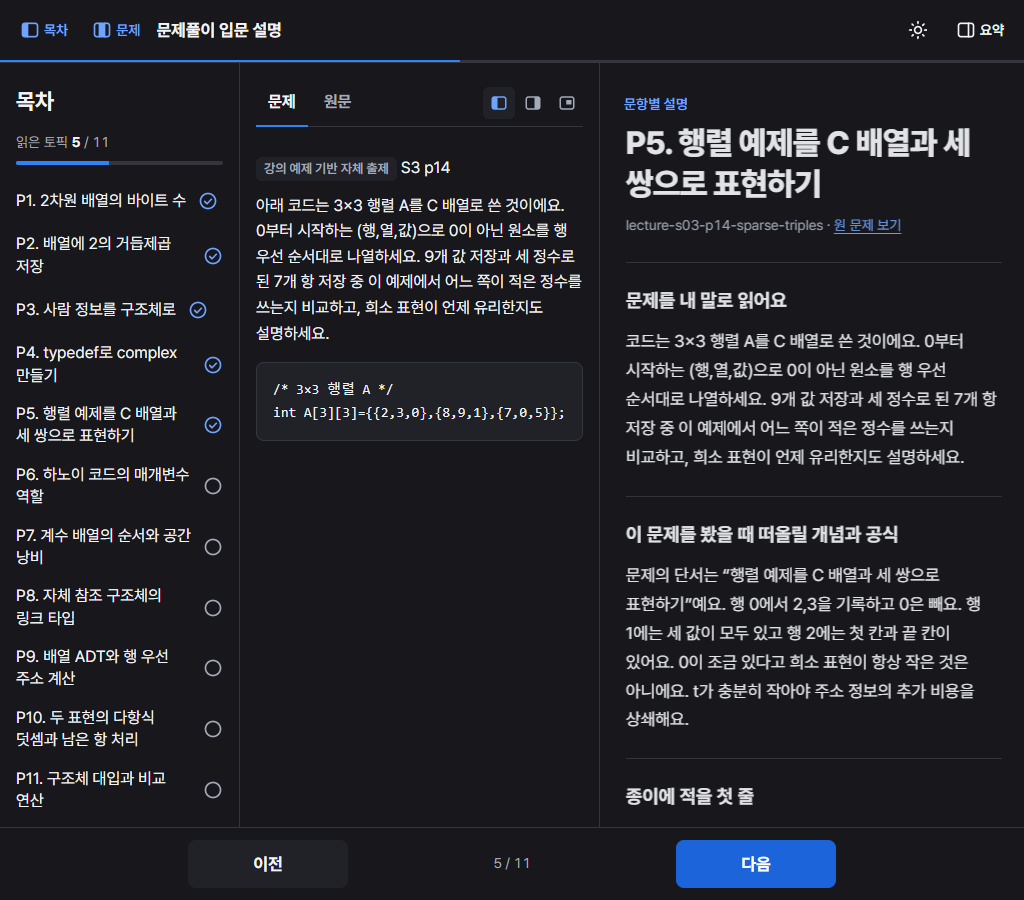 목차
문제
문제풀이 입문 설명
요약
목차
읽은 토픽 5 / 11
P1. 2차원 배열의 바이트 수
P2. 배열에 2의 거듭제곱
저장
P3. 사람 정보를 구조체로
P4. typedef로 complex
만들기
P5. 행렬 예제를 C 배열과
세 쌍으로 표현하기
P6. 하노이 코드의 매개변수
역할
P7. 계수 배열의 순서와 공간
낭비
P8. 자체 참조 구조체의
링크 타입
P9. 배열 ADT와 행 우선
주소 계산
P10. 두 표현의 다항식
덧셈과 남은 항 처리
P11. 구조체 대입과 비교
연산
문제
원문
강의 예제 기반 자체 출제 S3 p14
아래 코드는 3×3 행렬 A를 C 배열로 쓴 것이에요.
0부터 시작하는 (행,열,값)으로 0이 아닌 원소를 행
우선 순서대로 나열하세요. 9개 값 저장과 세 정수로
된 7개 항 저장 중 이 예제에서 어느 쪽이 적은 정수를
쓰는지 비교하고, 희소 표현이 언제 유리한지도
설명하세요.
/* 3x3 행렬 A */
int A[3][3]={{2,3,0},{8,9,1},{7,0,5}};
문항별 설명
P5. 행렬 예제를 C 배열과 세
쌍으로 표현하기
lecture-s03-p14-sparse-triples · 원 문제 보기
문제를 내 말로 읽어요
코드는 3×3 행렬 A를 C 배열로 쓴 것이에요. 0부터
시작하는 (행,열,값)으로 0이 아닌 원소를 행 우선
순서대로 나열하세요. 9개 값 저장과 세 정수로 된 7개 항
저장 중 이 예제에서 어느 쪽이 적은 정수를 쓰는지
비교하고, 희소 표현이 언제 유리한지도 설명하세요.
이 문제를 봤을 때 떠올릴 개념과 공식
문제의 단서는 “행렬 예제를 C 배열과 세 쌍으로
표현하기”예요. 행 0에서 2,3을 기록하고 0은 빼요. 행
1에는 세 값이 모두 있고 행 2에는 첫 칸과 끝 칸이
있어요. 0이 조금 있다고 희소 표현이 항상 작은 것은
아니에요. t가 충분히 작아야 주소 정보의 추가 비용을
상쇄해요.
종이에 적을 첫 줄
이전
5 / 11
다음